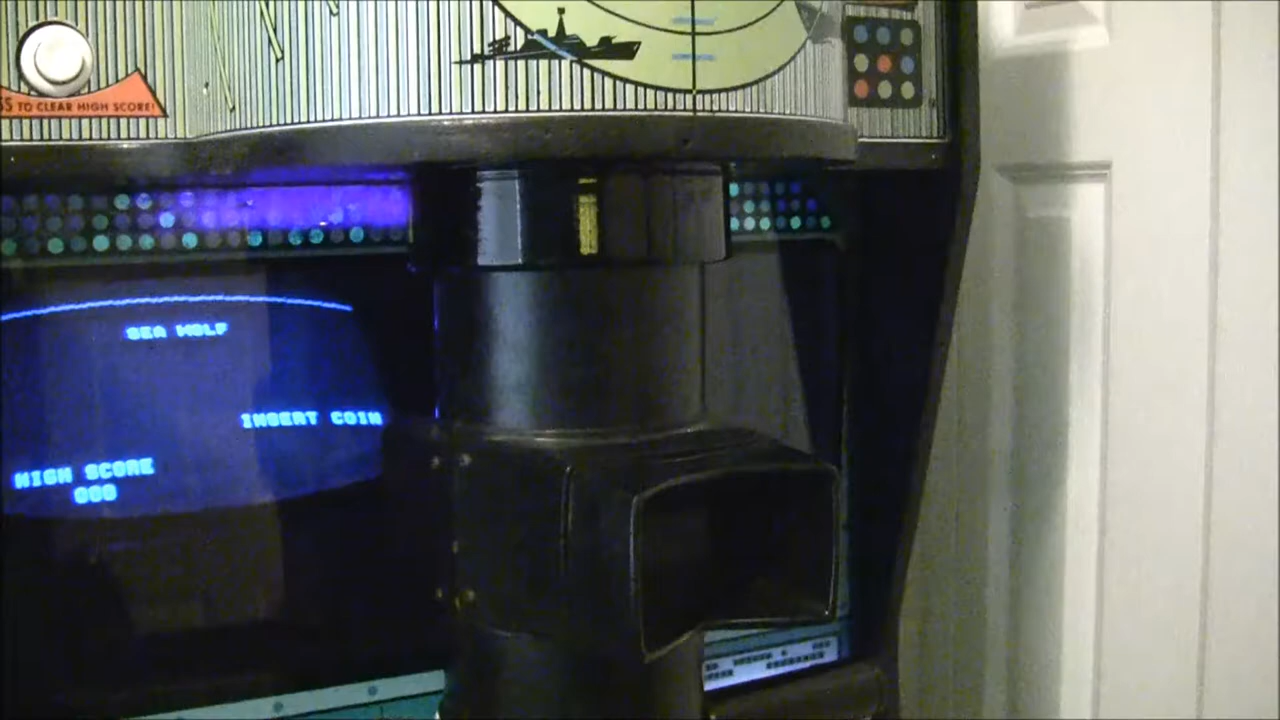 SS TO CLEAR HIGH SCORE!
SEA WOLF
INSERT COIN
HIGH SCORE
000